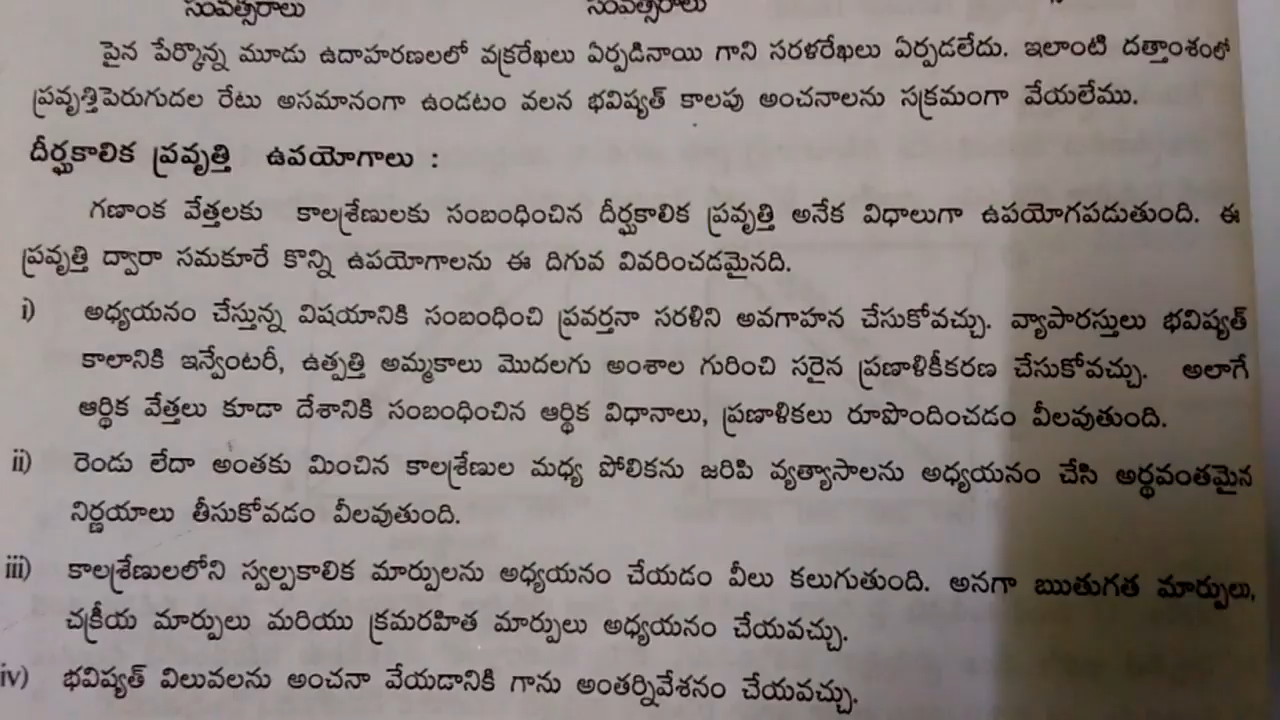 సంవత్సరాలు సంవత్సరాలు
పైన పేర్కొన్న మూడు ఉదాహరణలలో వక్రరేఖలు ఏర్పడినాయి గాని సరళరేఖలు ఏర్పడలేదు. ఇలాంటి దత్తాంశంలో
ప్రవృత్తిపెరుగుదల రేటు అసమానంగా ఉండటం వలన భవిష్యత్ కాలపు అంచనాలను సక్రమంగా వేయలేము.
దీర్ఘకాలిక ప్రవృత్తి ఉపయోగాలు :
గణాంక వేత్తలకు కాలశ్రేణులకు సంబంధించిన దీర్ఘకాలిక ప్రవృత్తి అనేక విధాలుగా ఉపయోగపడుతుంది. ఈ
ప్రవృత్తి ద్వారా సమకూరే కొన్ని ఉపయోగాలను ఈ దిగువ వివరించడమైనది.
i) అధ్యయనం చేస్తున్న విషయానికి సంబంధించి ప్రవర్తనా సరళిని అవగాహన చేసుకోవచ్చు. వ్యాపారస్తులు భవిష్యత్
కాలానికి ఇన్వేంటరీ, ఉత్పత్తి అమ్మకాలు మొదలగు అంశాల గురించి సరైన ప్రణాళికీకరణ చేసుకోవచ్చు. అలాగే
ఆర్థిక వేత్తలు కూడా దేశానికి సంబంధించిన ఆర్థిక విధానాలు, ప్రణాళికలు రూపొందించడం వీలవుతుంది.
ii) రెండు లేదా అంతకు మించిన కాలశ్రేణుల మధ్య పోలికను జరిపి వ్యత్యాసాలను అధ్యయనం చేసి అర్థవంతమైన
నిర్ణయాలు తీసుకోవడం వీలవుతుంది.
iii) కాలశ్రేణులలోని స్వల్పకాలిక మార్పులను అధ్యయనం చేయడం వీలు కలుగుతుంది. అనగా ఋతుగత మార్పులు,
చక్రీయ మార్పులు మరియు క్రమరహిత మార్పులు అధ్యయనం చేయవచ్చు.
iv) భవిష్యత్ విలువలను అంచనా వేయడానికి గాను అంతర్నివేశనం చేయవచ్చు.